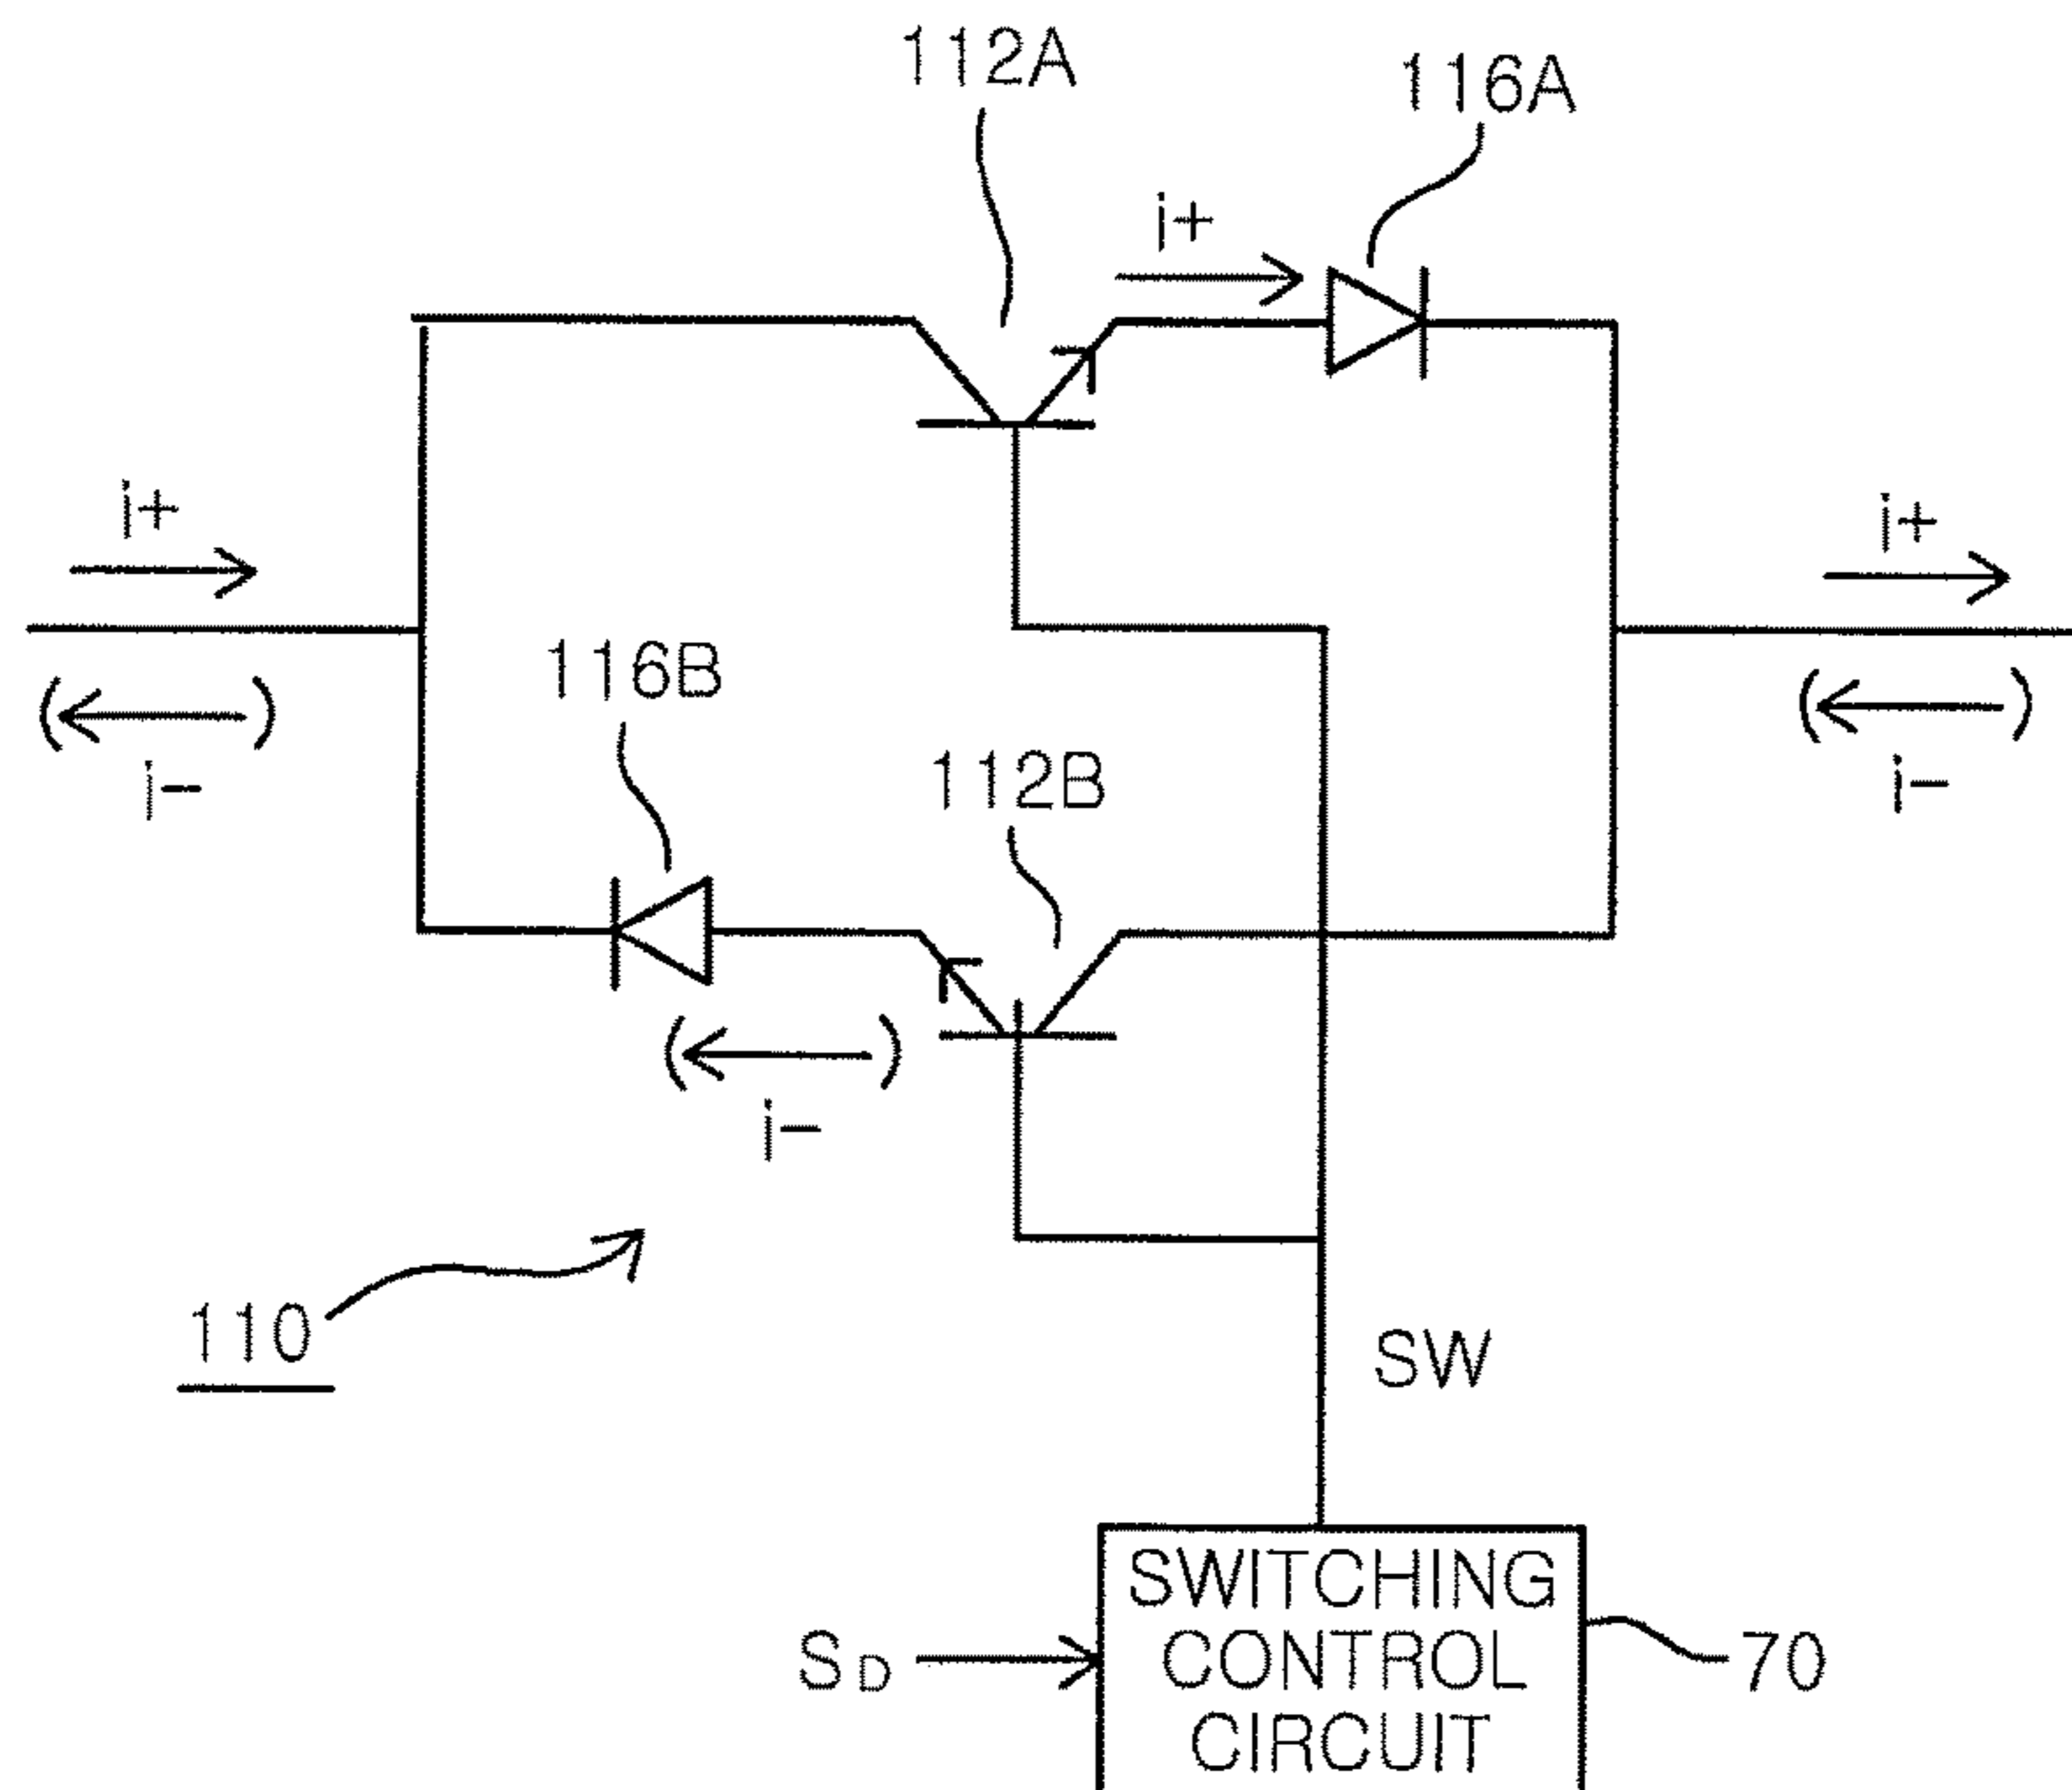 112A
116A
i+
i+
i+
116B
112B
i-
i-
i-
110
SW
SWITCHING
CONTROL
CIRCUIT
SD
70